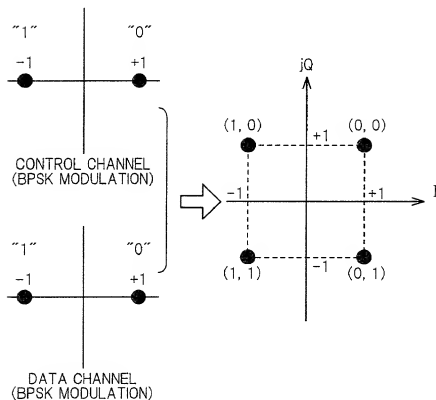 "1" "0"
-1 +1
CONTROL CHANNEL
(BPSK MODULATION)
"1" "0"
-1 +1
DATA CHANNEL
(BPSK MODULATION)
jQ
(1, 0) (0, 0)
+1
-1 +1
-1
(1, 1) (0, 1)